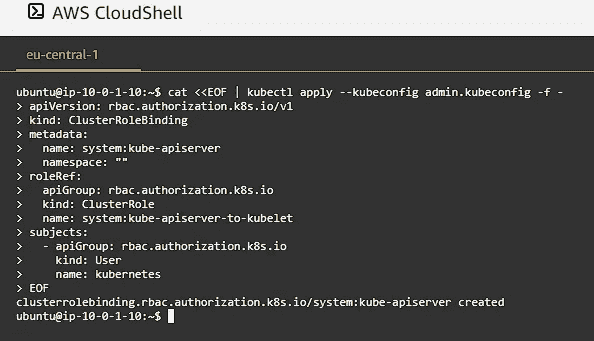 AWS CloudShell
eu-central-1
ubuntu@ip-10-0-1-10:~$ cat <<EOF | kubectl apply --kubeconfig admin.kubeconfig -f -
> apiVersion: rbac.authorization.k8s.io/v1
> kind: ClusterRoleBinding
> metadata:
>   name: system:kube-apiserver
>   namespace: ""
> roleRef:
>   apiGroup: rbac.authorization.k8s.io
>   kind: ClusterRole
>   name: system:kube-apiserver-to-kubelet
> subjects:
>   - apiGroup: rbac.authorization.k8s.io
>     kind: User
>     name: kubernetes
> EOF
clusterrolebinding.rbac.authorization.k8s.io/system:kube-apiserver created
ubuntu@ip-10-0-1-10:~$